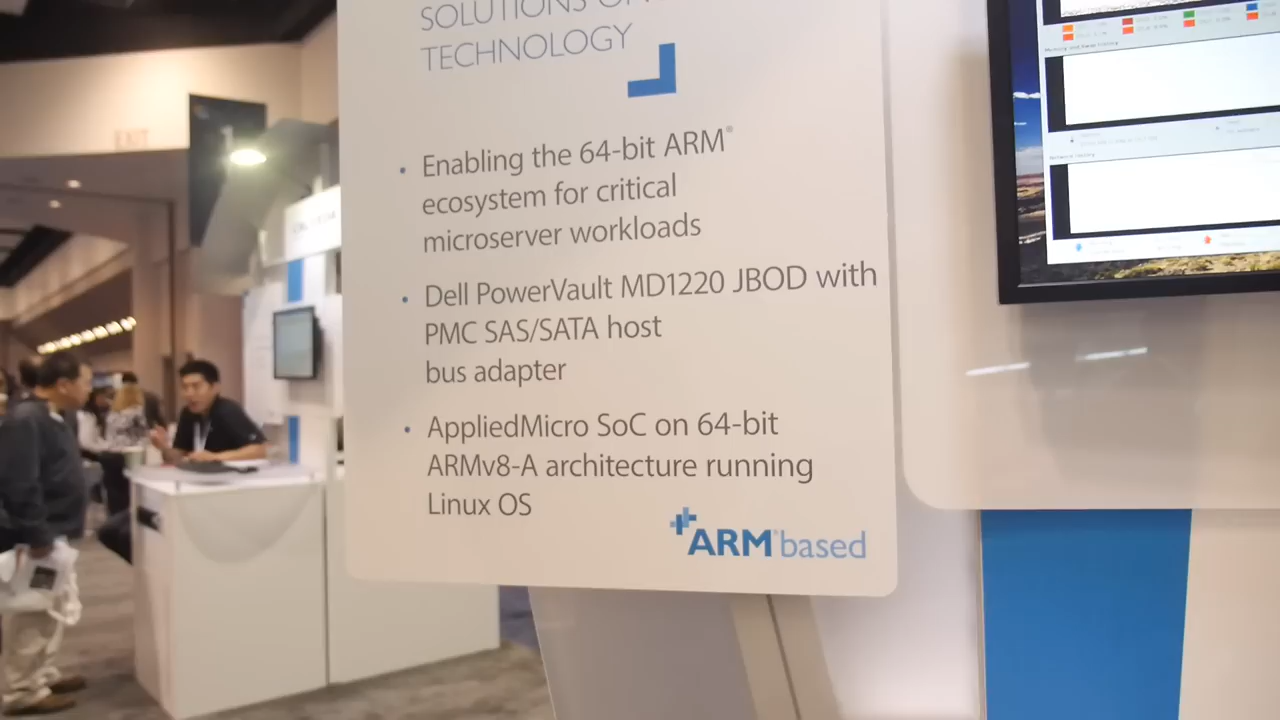 SOLUTIONS
TECHNOLOGY
• Enabling the 64-bit ARM®
ecosystem for critical
microserver workloads
• Dell PowerVault MD1220 JBOD with
PMC SAS/SATA host
bus adapter
• AppliedMicro SoC on 64-bit
ARMv8-A architecture running
Linux OS
ARM® based
EXIT